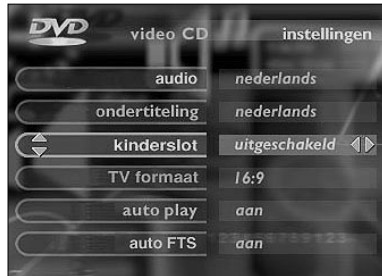 DVD video CD instellingen
audio nederlands
ondertiteling nederlands
kinderslot uitgeschakeld
TV formaat 16:9
auto play aan
auto FTS aan